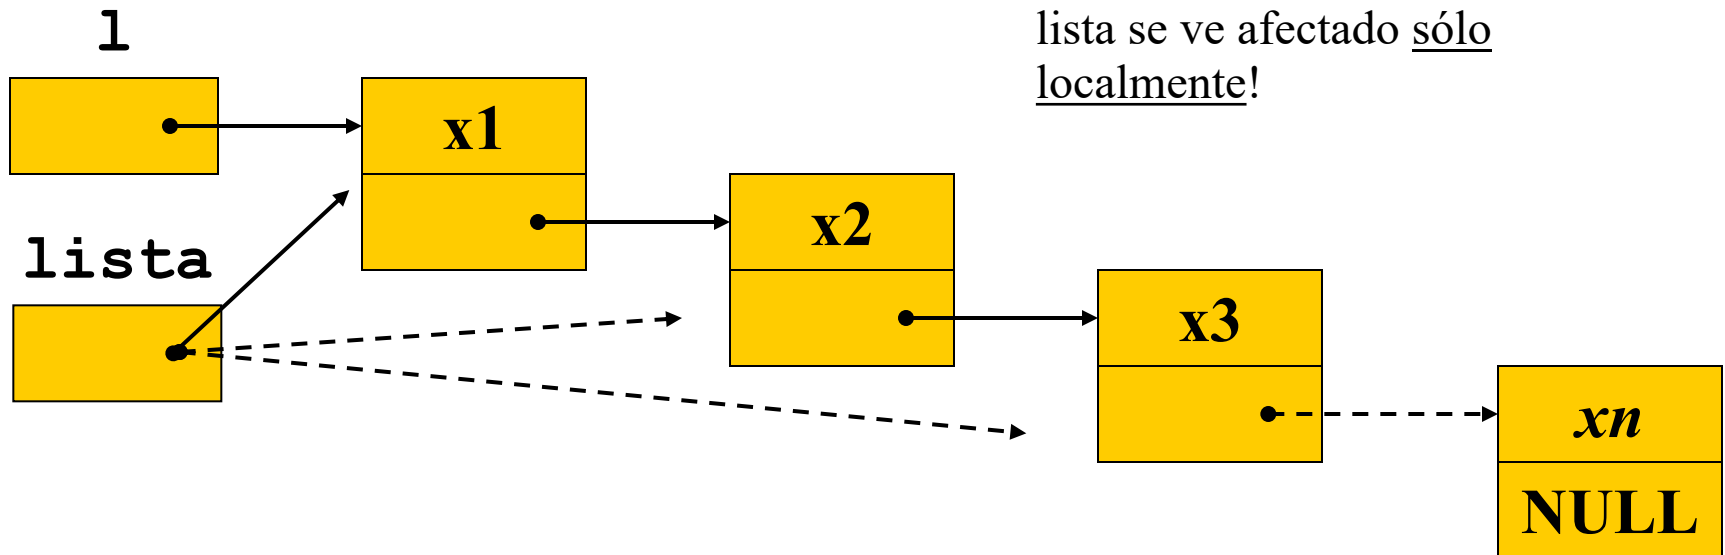 l
lista se ve afectado sólo
localmente!
x1
x2
lista
x3
xn
NULL